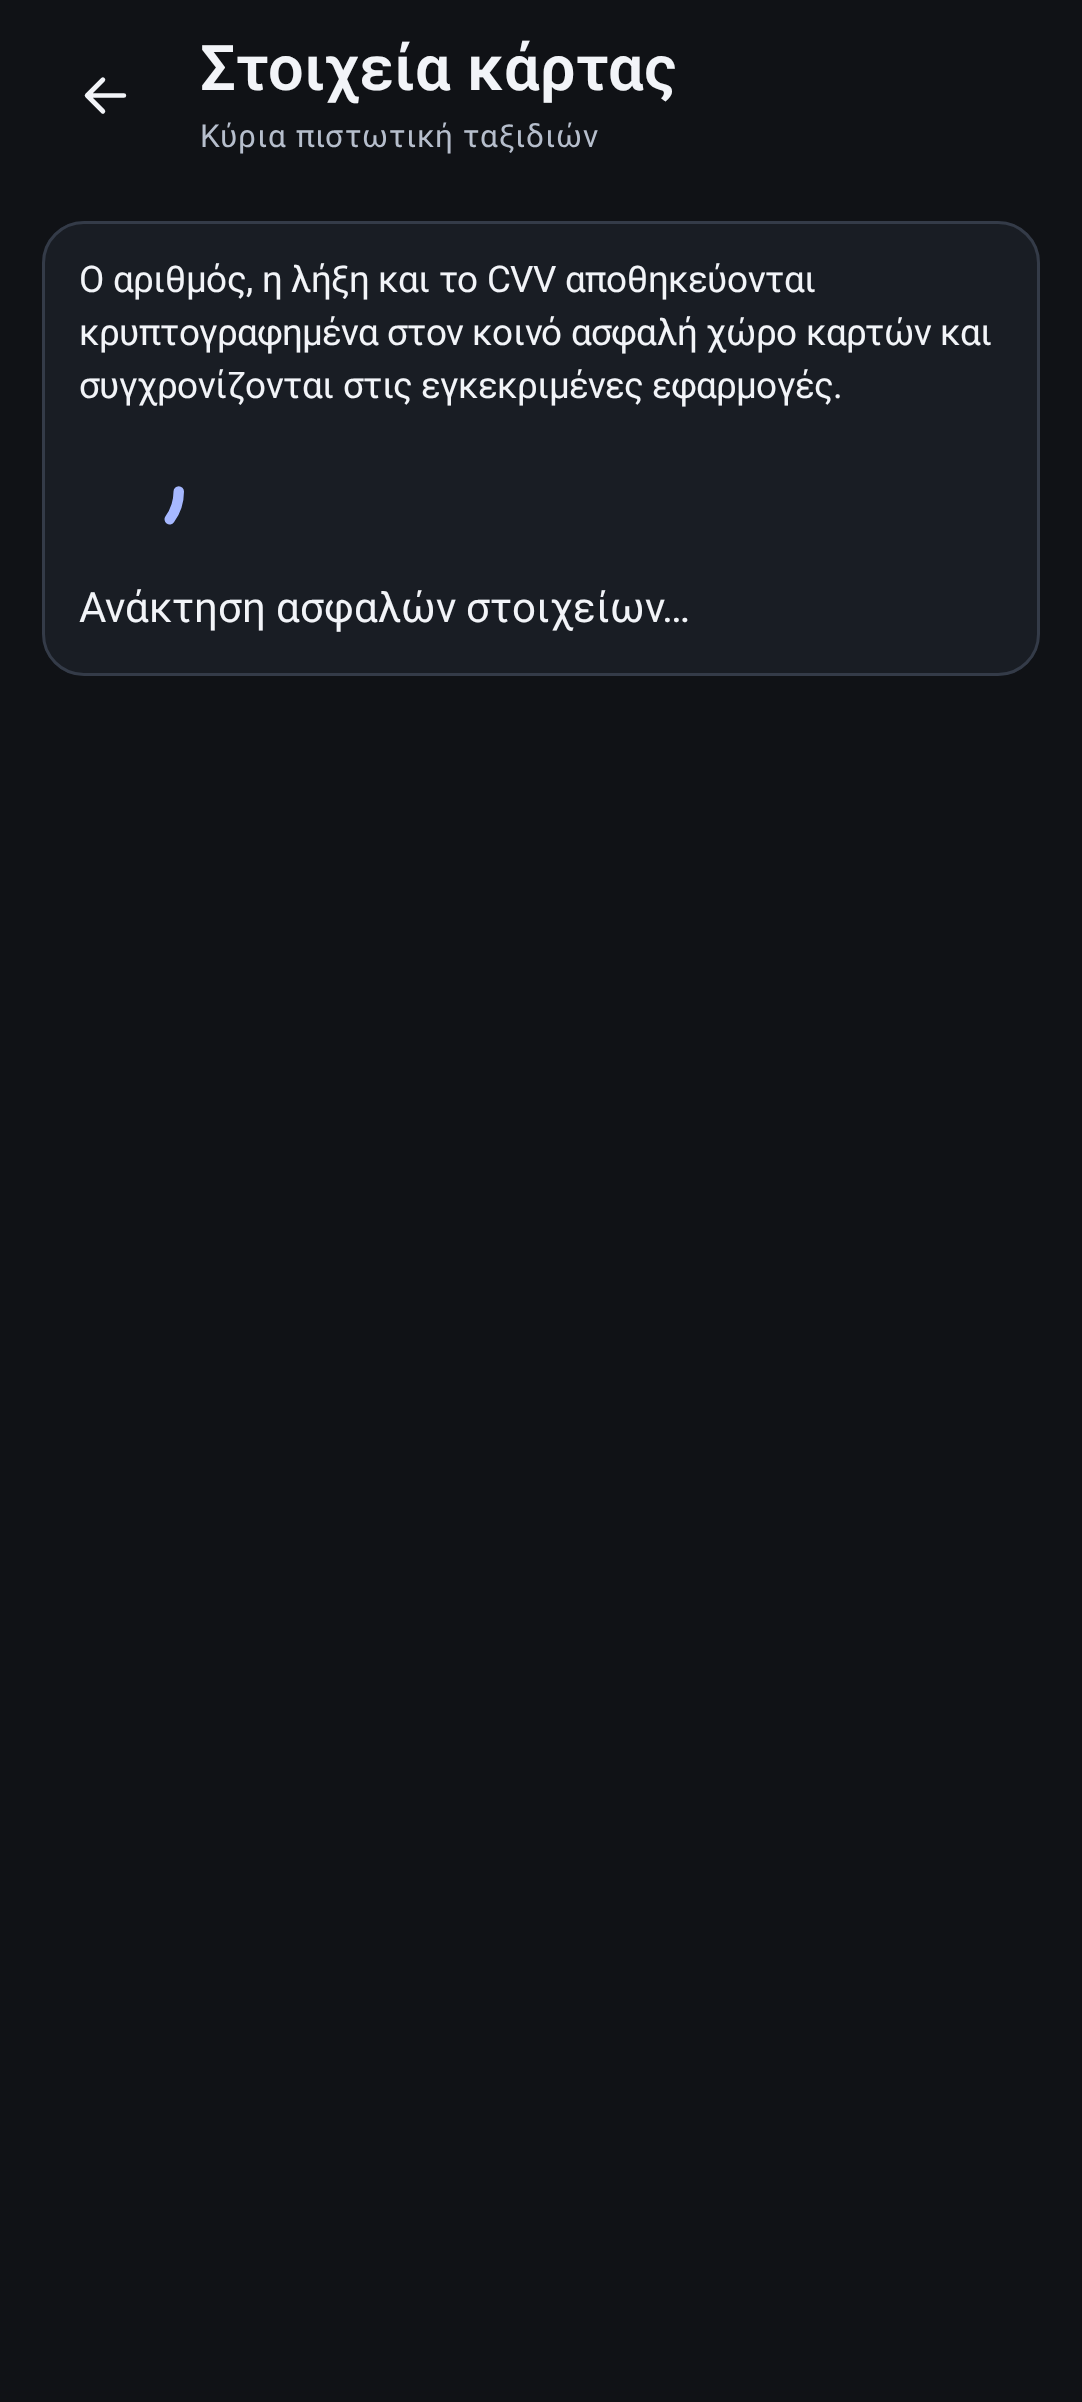 Στοιχεία κάρτας
Κύρια πιστωτική ταξιδιών
Ο αριθμός, η λήξη και το CVV αποθηκεύονται
κρυπτογραφημένα στον κοινό ασφαλή χώρο καρτών και
συγχρονίζονται στις εγκεκριμένες εφαρμογές.
Ανάκτηση ασφαλών στοιχείων…